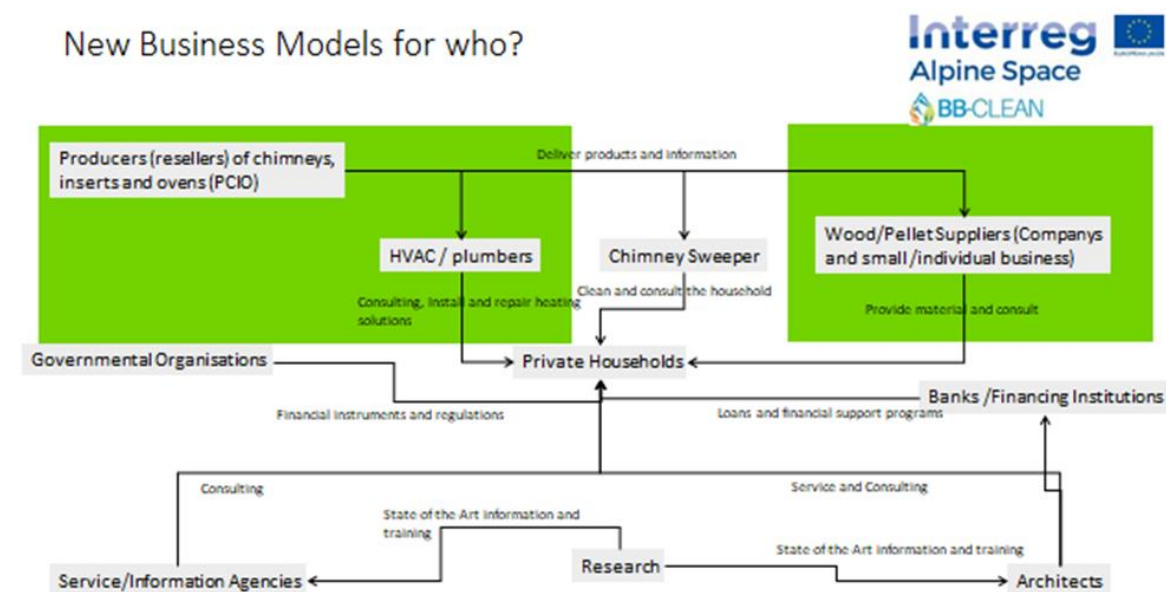 New Business Models for who?
Interreg
EUROPEAN UNION
Alpine Space
BB-CLEAN
Producers (resellers) of chimneys,
inserts and ovens (PCIO)
Deliver products and information
HVAC / plumbers
Chimney Sweeper
Wood/Pellet Suppliers (Companys
and small /individual business)
Consulting, Install and repair heating
solutions
Clean and consult the household
Provide material and consult
Governmental Organisations
Private Households
Banks /Financing Institutions
Financial instruments and regulations
Loans and financial support programs
Consulting
Service and Consulting
State of the Art information and
training
State of the Art information and training
Service/Information Agencies
Research
Architects